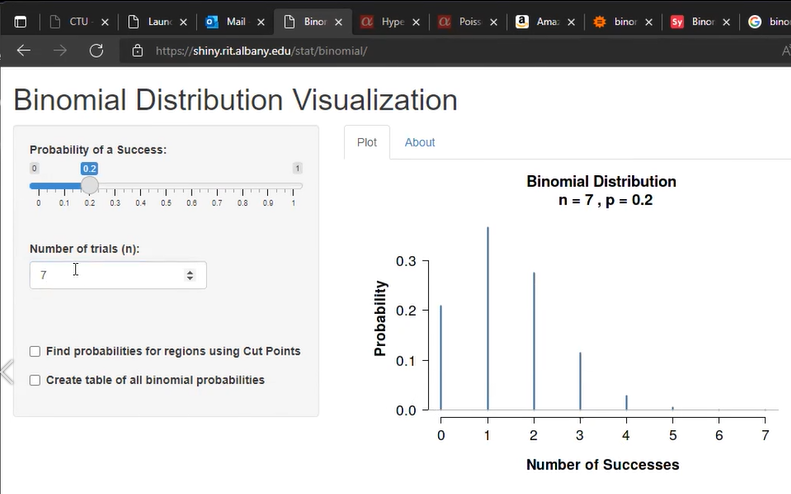 CTU -
Laun
Mail
Binor
Hype
Poiss
Ama
binor
Binor
bino
https://shiny.rit.albany.edu/stat/binomial/
A
Binomial Distribution Visualization
Probability of a Success:
0 0.2 1
0 0.1 0.2 0.3 0.4 0.5 0.6 0.7 0.8 0.9 1
Number of trials (n):
7
Find probabilities for regions using Cut Points
Create table of all binomial probabilities
Plot About
Binomial Distribution
n = 7 , p = 0.2
Probability
0.3
0.2
0.1
0.0
0 1 2 3 4 5 6 7
Number of Successes